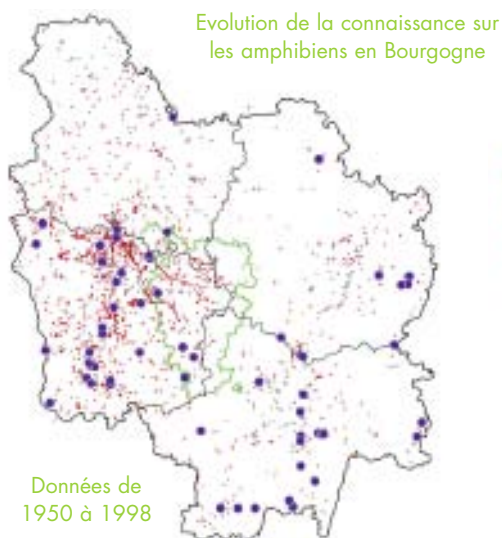 Evolution de la connaissance sur
les amphibiens en Bourgogne
Données de
1950 à 1998